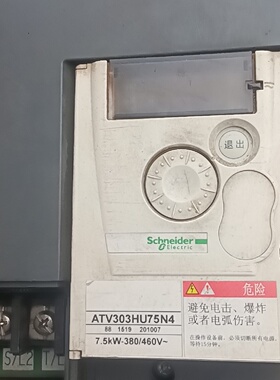 退出
Schneider
Electric
ATV303HU75N4
88 1519 201007
7.5kW-380/460V~
危险
避免电击、爆炸
或者电弧伤害。
S/L2